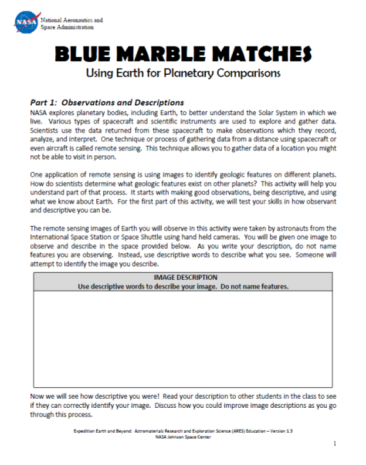 NASA
National Aeronautics and
Space Administration
BLUE MARBLE MATCHES
Using Earth for Planetary Comparisons
Part 1: Observations and Descriptions
NASA explores planetary bodies, including Earth, to better understand the Solar System in which we
live. Various types of spacecraft and scientific instruments are used to explore and gather data.
Scientists use the data returned from these spacecraft to make observations which they record,
analyze, and interpret. One technique or process of gathering data from a distance using spacecraft or
even aircraft is called remote sensing. This technique allows you to gather data of a location you might
not be able to visit in person.
One application of remote sensing is using images to identify geologic features on different planets.
How do scientists determine what geologic features exist on other planets? This activity will help you
understand part of that process. It starts with making good observations, being descriptive, and using
what we know about Earth. For the first part of this activity, we will test your skills in how observant
and descriptive you can be.
The remote sensing images of Earth you will observe in this activity were taken by astronauts from the
International Space Station or Space Shuttle using hand held cameras. You will be given one image to
observe and describe in the space provided below. As you write your description, do not name
features you are observing. Instead, use descriptive words to describe what you see. Someone will
attempt to identify the image you describe.
IMAGE DESCRIPTION
Use descriptive words to describe your image. Do not name features.
Now we will see how descriptive you were! Read your description to other students in the class to see
if they can correctly identify your image. Discuss how you could improve image descriptions as you go
through this process.
Expedition Earth and Beyond Astromaterials Research and Exploration Science (ARES) Education – Version 1.5
NASA Johnson Space Center
1